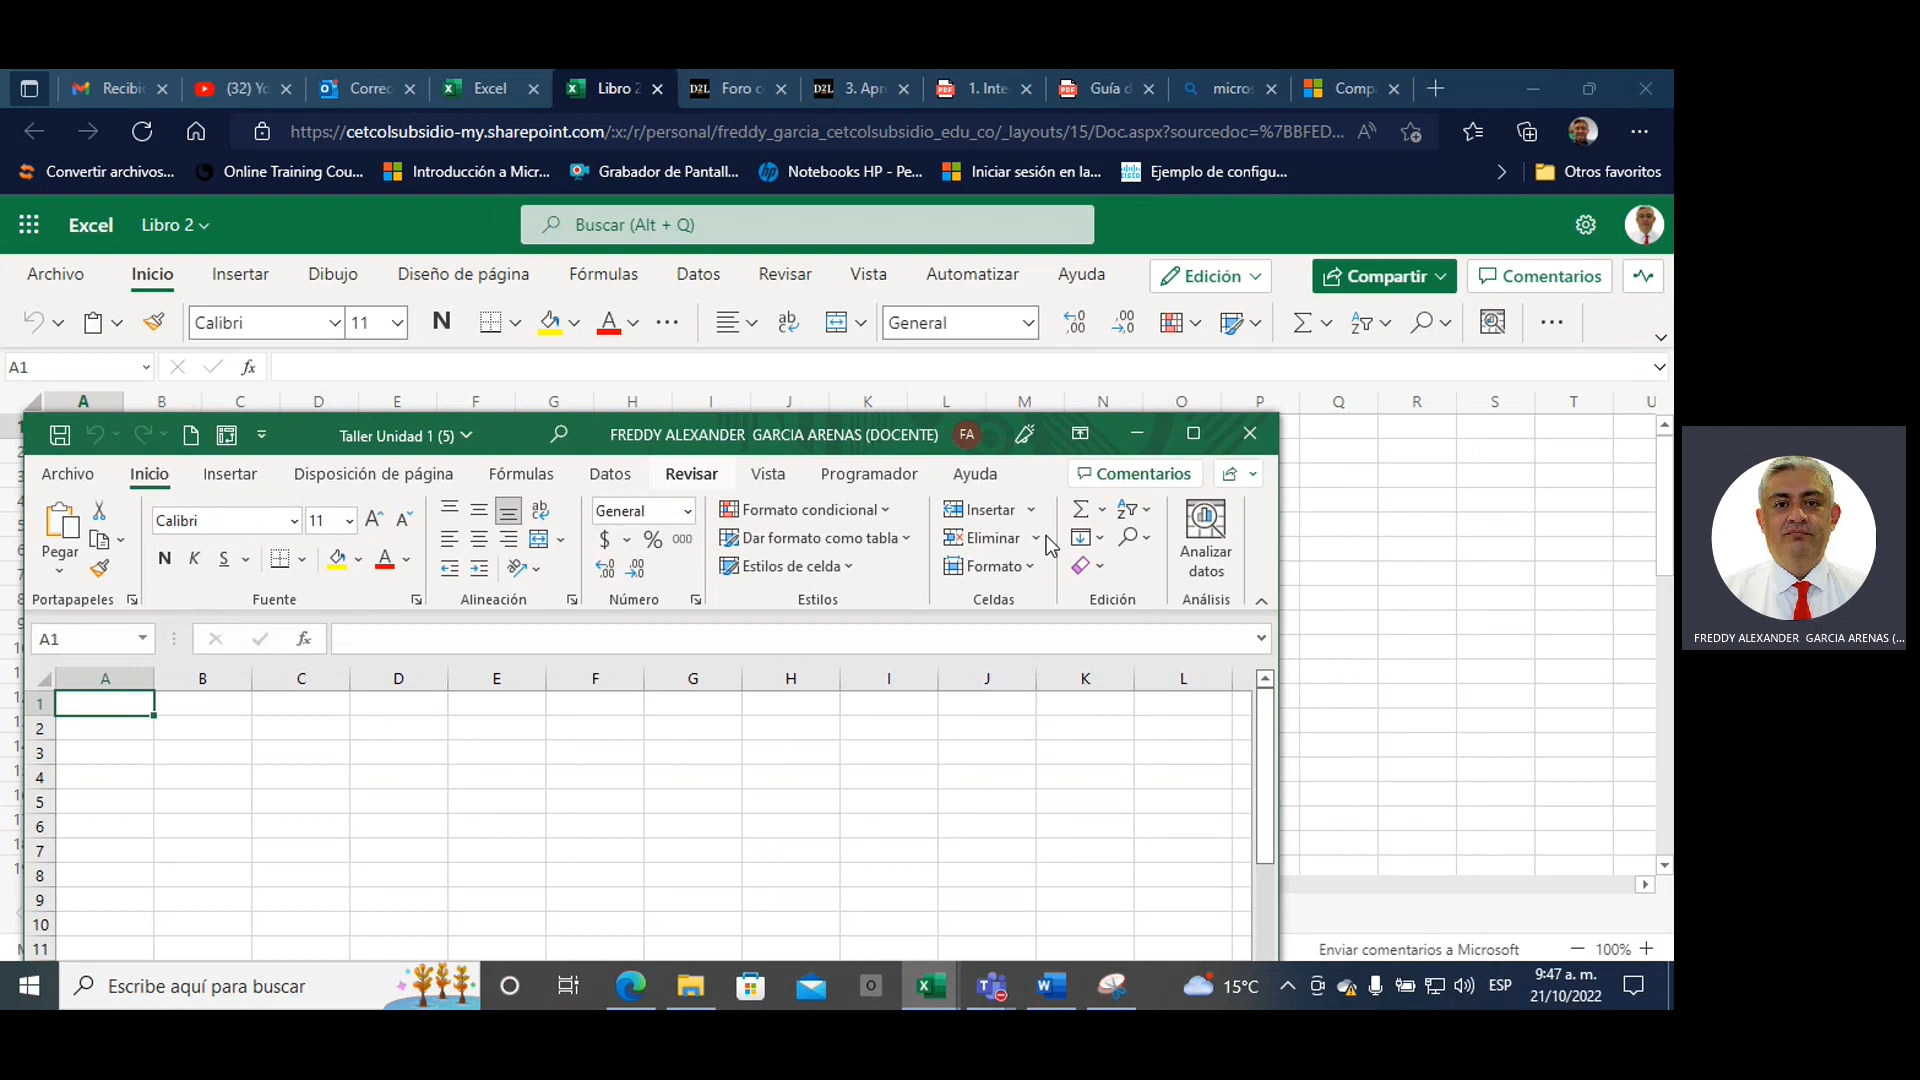 Recibi
(32) Yo
Correo
Excel
Libro 2
Foro c
3. Apr
1. Inte
Guía d
micros
Comp
https://cetcolsubsidio-my.sharepoint.com/:x:/r/personal/freddy_garcia_cetcolsubsidio_edu_co/_layouts/15/Doc.aspx?sourcedoc=%7BBFED...
Convertir archivos...
Online Training Cou...
Introducción a Micr...
Grabador de Pantall...
Notebooks HP - Pe...
Iniciar sesión en la...
Ejemplo de configu...
Otros favoritos
Excel
Libro 2
Buscar (Alt + Q)
Archivo Inicio Insertar Dibujo Diseño de página Fórmulas Datos Revisar Vista Automatizar Ayuda Edición Compartir Comentarios
Calibri 11 N General
A1 fx
A B C D E F G H I J K L M N O P Q R S T U
Taller Unidad 1 (5)
FREDDY ALEXANDER GARCIA ARENAS (DOCENTE) FA
Archivo Inicio Insertar Disposición de página Fórmulas Datos Revisar Vista Programador Ayuda Comentarios
Pegar
Portapapeles
Calibri 11
N K S
Fuente
Alineación
General
$ % 000
Número
Formato condicional
Dar formato como tabla
Estilos de celda
Estilos
Insertar
Eliminar
Formato
Celdas
Edición
Analizar
datos
Análisis
A1 fx
A B C D E F G H I J K L
1
2
3
4
5
6
7
8
9
10
11
Enviar comentarios a Microsoft 100%
Escribe aquí para buscar
15°C
ESP
9:47 a. m.
21/10/2022
FREDDY ALEXANDER GARCIA ARENAS (...